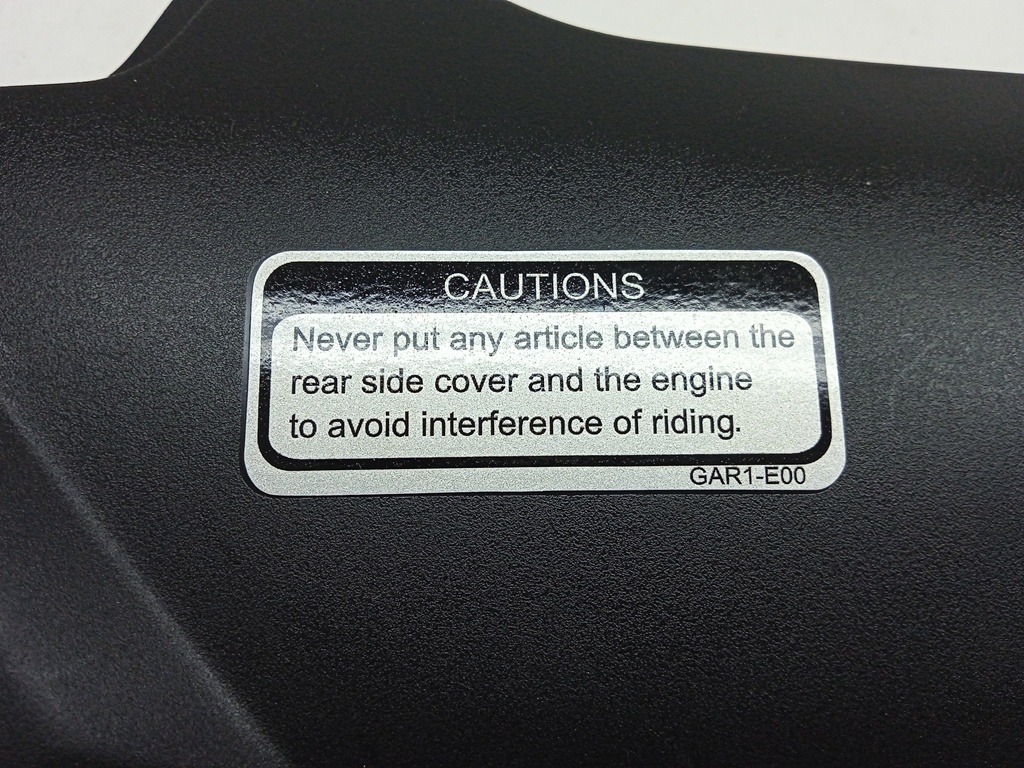 CAUTIONS
Never put any article between the
rear side cover and the engine
to avoid interference of riding.
GAR1-E00